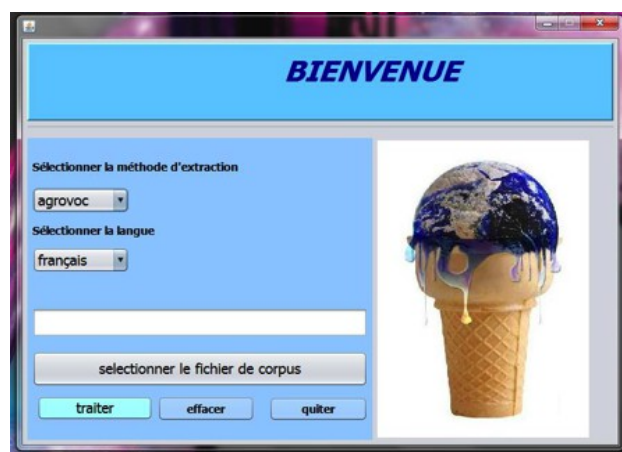 BIENVENUE
Sélectionner la méthode d'extraction
agrovoc
Sélectionner la langue
français
selectionner le fichier de corpus
traiter effacer quiter